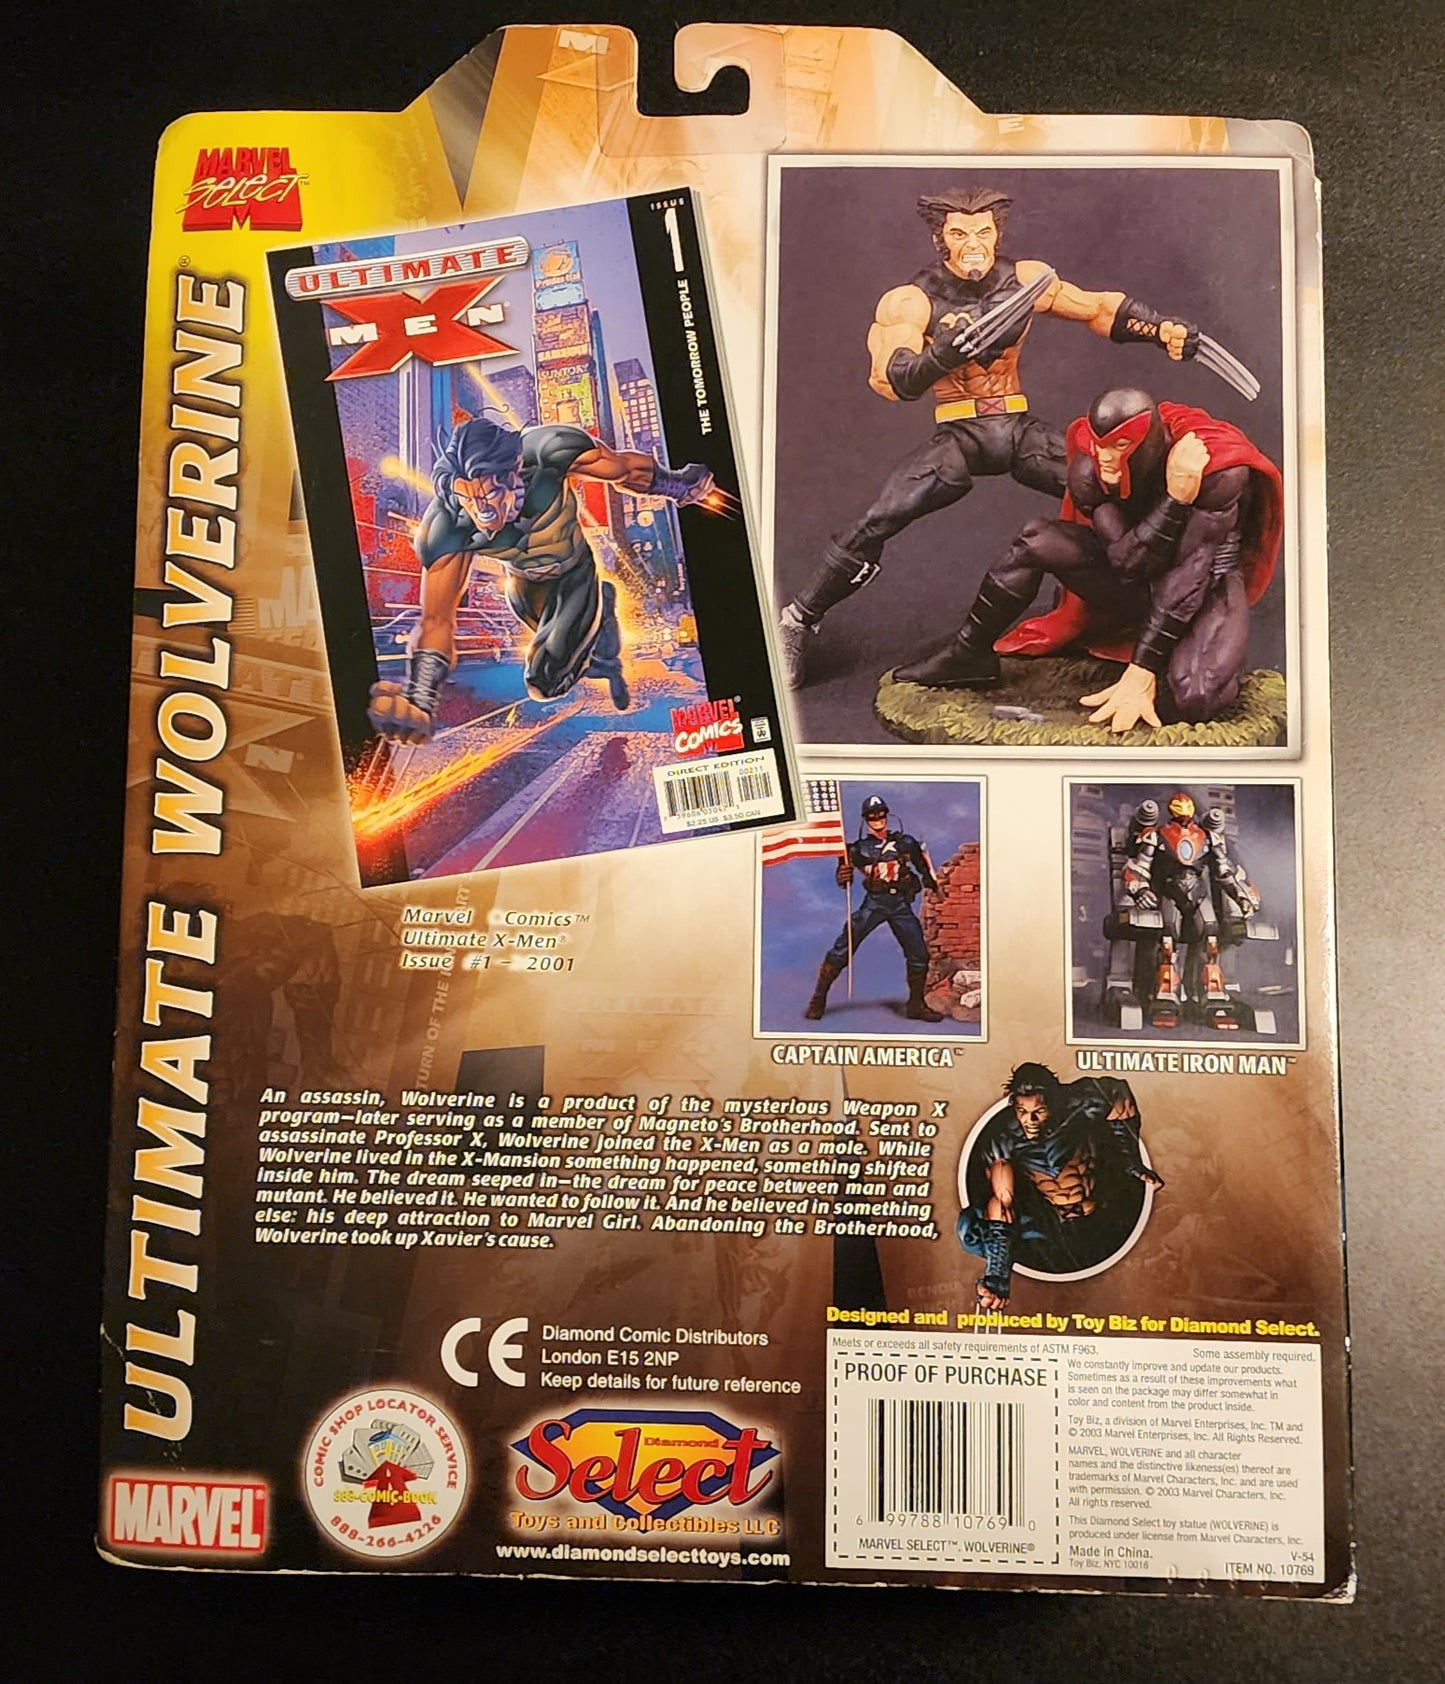 MARVEL
Select™
ULTIMATE WOLVERINE®
ISSUE
1
THE TOMORROW PEOPLE
ULTIMATE
X
MEN
Prudential
SAMSUNG
SUNTORY
MARVEL®
COMICS
DIRECT EDITION
00211
$2.25 US $3.50 CAN
Marvel Comics™
Ultimate X-Men®
Issue #1 - 2001
CAPTAIN AMERICA™
ULTIMATE IRON MAN™
An assassin, Wolverine is a product of the mysterious Weapon X
program—later serving as a member of Magneto's Brotherhood. Sent to
assassinate Professor X, Wolverine joined the X-Men as a mole. While
Wolverine lived in the X-Mansion something happened, something shifted
inside him. The dream seeped in—the dream for peace between man and
mutant. He believed it. He wanted to follow it. And he believed in something
else: his deep attraction to Marvel Girl. Abandoning the Brotherhood,
Wolverine took up Xavier's cause.
CE
Diamond Comic Distributors
London E15 2NP
Keep details for future reference
COMIC SHOP LOCATOR SERVICE
888-COMIC-BOOK
888-266-4226
MARVEL®
Diamond
Select
Toys and Collectibles LLC
www.diamondselecttoys.com
Designed and produced by Toy Biz for Diamond Select.
Meets or exceeds all safety requirements of ASTM F963.
Some assembly required.
PROOF OF PURCHASE
6 99788 10769 0
MARVEL SELECT™. WOLVERINE®
We constantly improve and update our products.
Sometimes as a result of these improvements what
is seen on the package may differ somewhat in
color and content from the product inside.
Toy Biz, a division of Marvel Enterprises, Inc. TM and
© 2003 Marvel Enterprises, Inc. All Rights Reserved.
MARVEL, WOLVERINE and all character
names and the distinctive likeness(es) thereof are
trademarks of Marvel Characters, Inc. and are used
with permission. © 2003 Marvel Characters, Inc.
All rights reserved.
This Diamond Select toy statue (WOLVERINE) is
produced under license from Marvel Characters, Inc.
Made in China.
Toy Biz, NYC 10016
V-54
ITEM NO. 10769